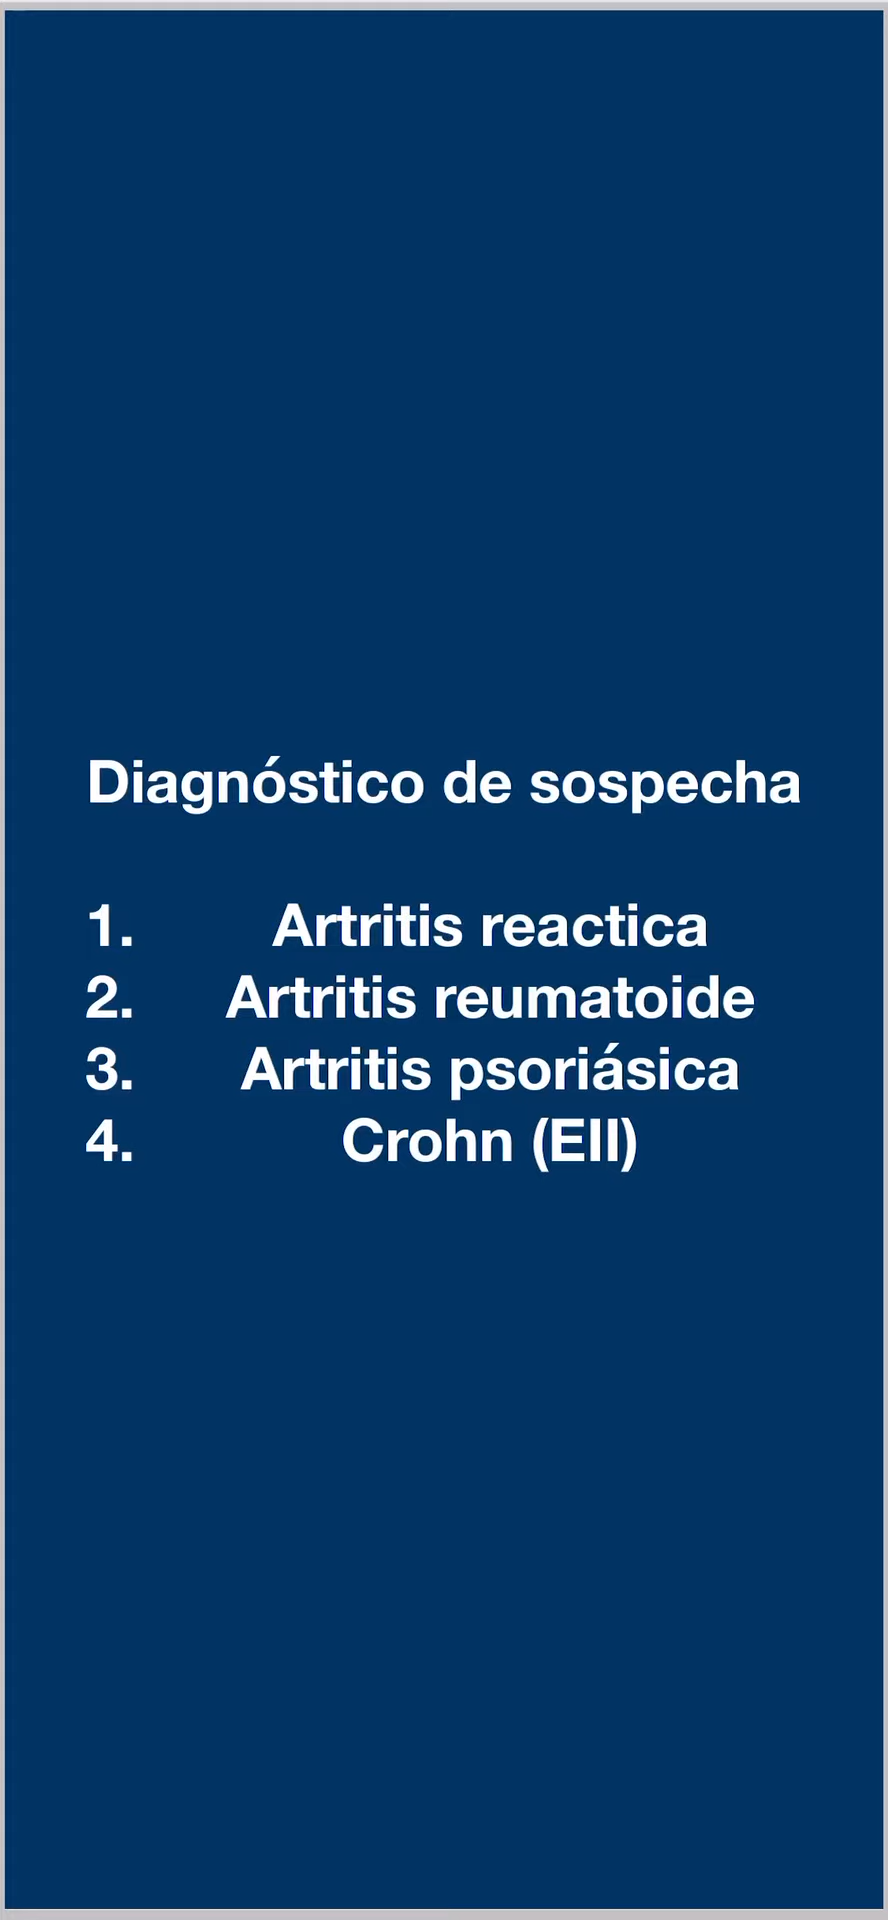 Diagnóstico de sospecha
1. Artritis reactica
2. Artritis reumatoide
3. Artritis psoriásica
4. Crohn (EII)